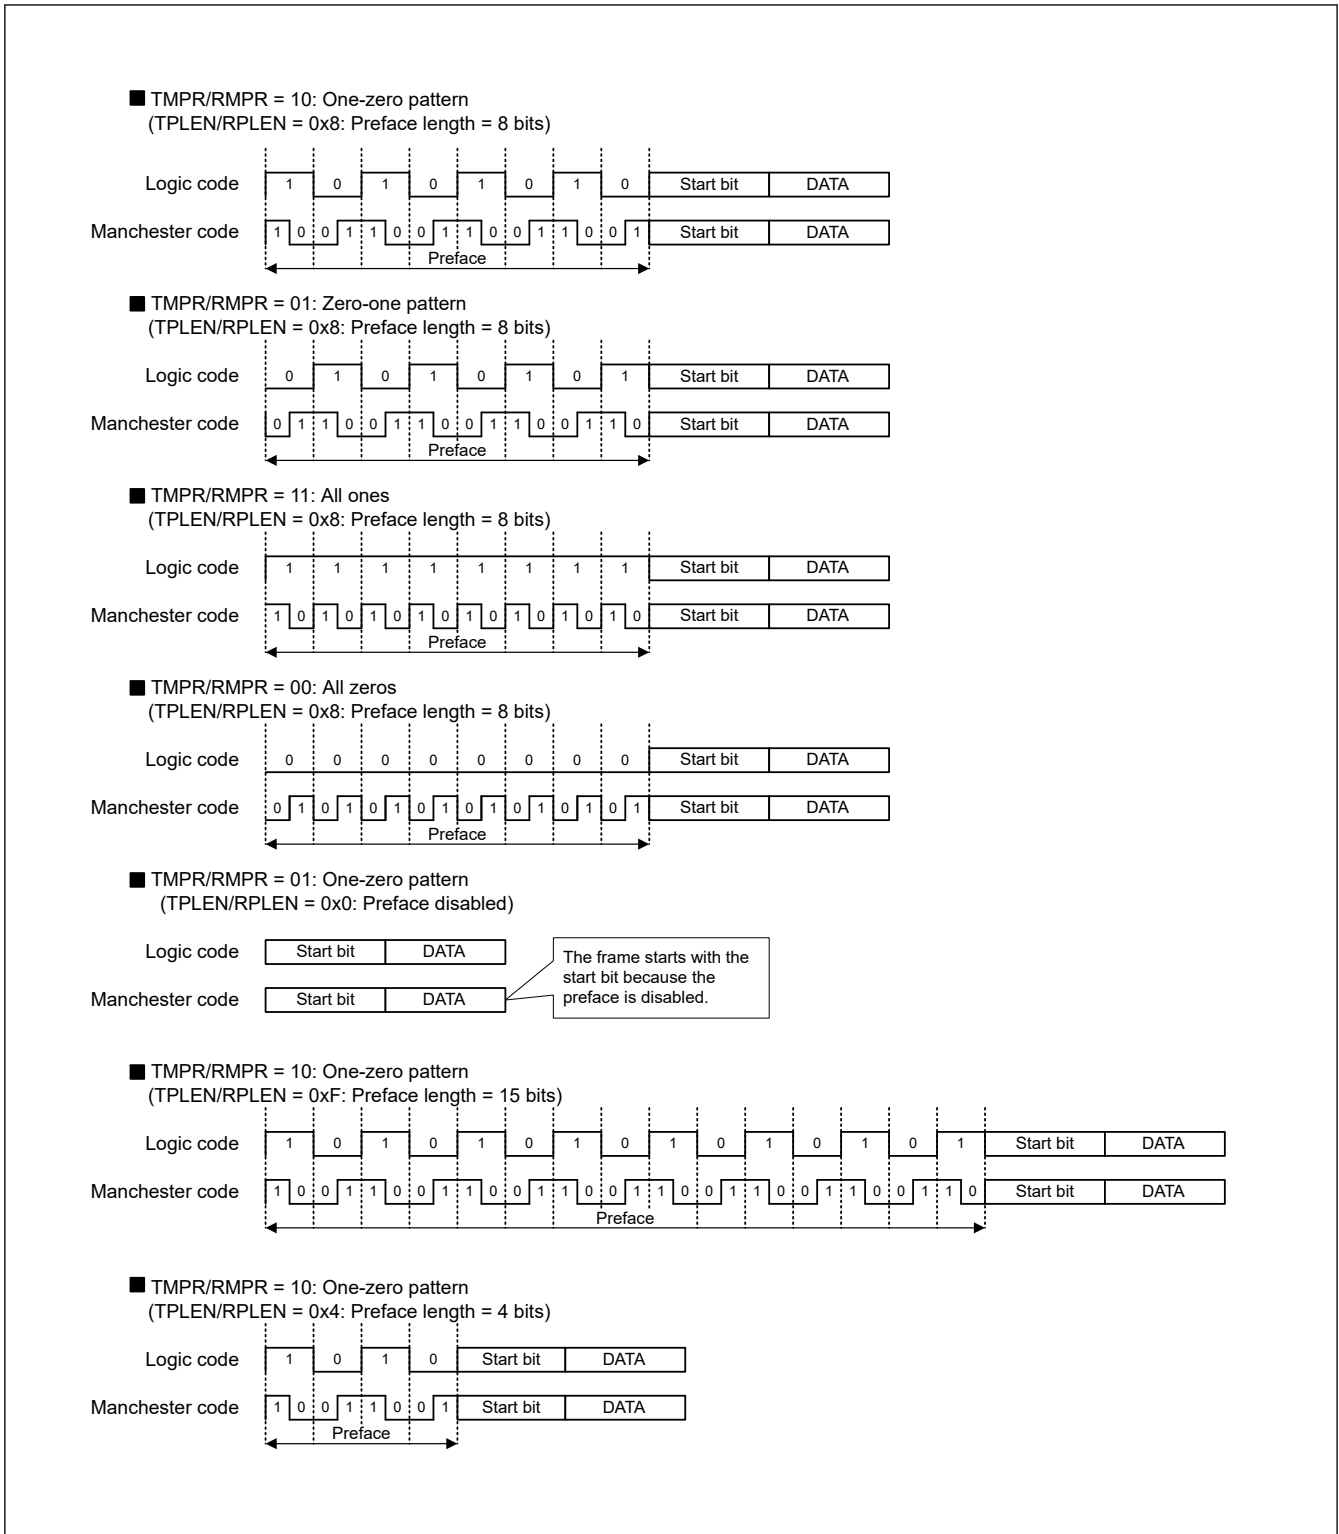 ■ TMPR/RMPR = 10: One-zero pattern
(TPLEN/RPLEN = 0x8: Preface length = 8 bits)
Logic code 1 0 1 0 1 0 1 0 Start bit DATA
Manchester code 1 0 0 1 1 0 0 1 1 0 0 1 1 0 0 1 Start bit DATA
Preface
■ TMPR/RMPR = 01: Zero-one pattern
(TPLEN/RPLEN = 0x8: Preface length = 8 bits)
Logic code 0 1 0 1 0 1 0 1 Start bit DATA
Manchester code 0 1 1 0 0 1 1 0 0 1 1 0 0 1 1 0 Start bit DATA
Preface
■ TMPR/RMPR = 11: All ones
(TPLEN/RPLEN = 0x8: Preface length = 8 bits)
Logic code 1 1 1 1 1 1 1 1 Start bit DATA
Manchester code 1 0 1 0 1 0 1 0 1 0 1 0 1 0 1 0 Start bit DATA
Preface
■ TMPR/RMPR = 00: All zeros
(TPLEN/RPLEN = 0x8: Preface length = 8 bits)
Logic code 0 0 0 0 0 0 0 0 Start bit DATA
Manchester code 0 1 0 1 0 1 0 1 0 1 0 1 0 1 0 1 Start bit DATA
Preface
■ TMPR/RMPR = 01: One-zero pattern
(TPLEN/RPLEN = 0x0: Preface disabled)
Logic code Start bit DATA
Manchester code Start bit DATA
The frame starts with the
start bit because the
preface is disabled.
■ TMPR/RMPR = 10: One-zero pattern
(TPLEN/RPLEN = 0xF: Preface length = 15 bits)
Logic code 1 0 1 0 1 0 1 0 1 0 1 0 1 0 1 Start bit DATA
Manchester code 1 0 0 1 1 0 0 1 1 0 0 1 1 0 0 1 1 0 0 1 1 0 0 1 1 0 0 1 1 0 Start bit DATA
Preface
■ TMPR/RMPR = 10: One-zero pattern
(TPLEN/RPLEN = 0x4: Preface length = 4 bits)
Logic code 1 0 1 0 Start bit DATA
Manchester code 1 0 0 1 1 0 0 1 Start bit DATA
Preface